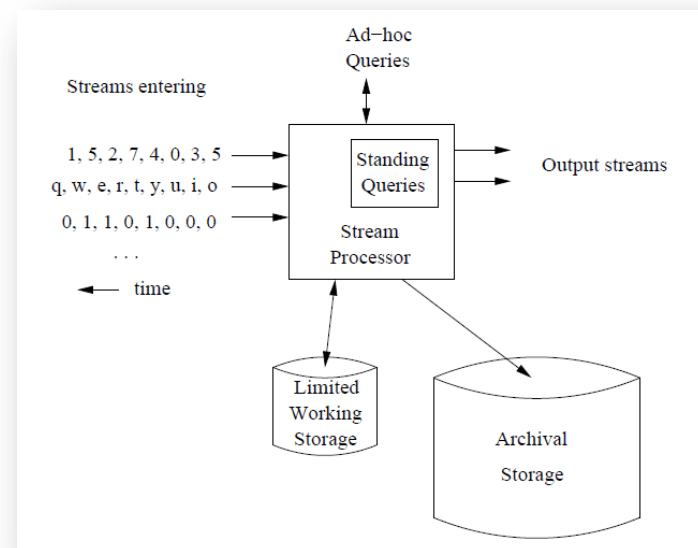 Ad−hoc
Queries
Streams entering
1, 5, 2, 7, 4, 0, 3, 5
q, w, e, r, t, y, u, i, o
0, 1, 1, 0, 1, 0, 0, 0
. . .
time
Standing
Queries
Stream
Processor
Output streams
Limited
Working
Storage
Archival
Storage